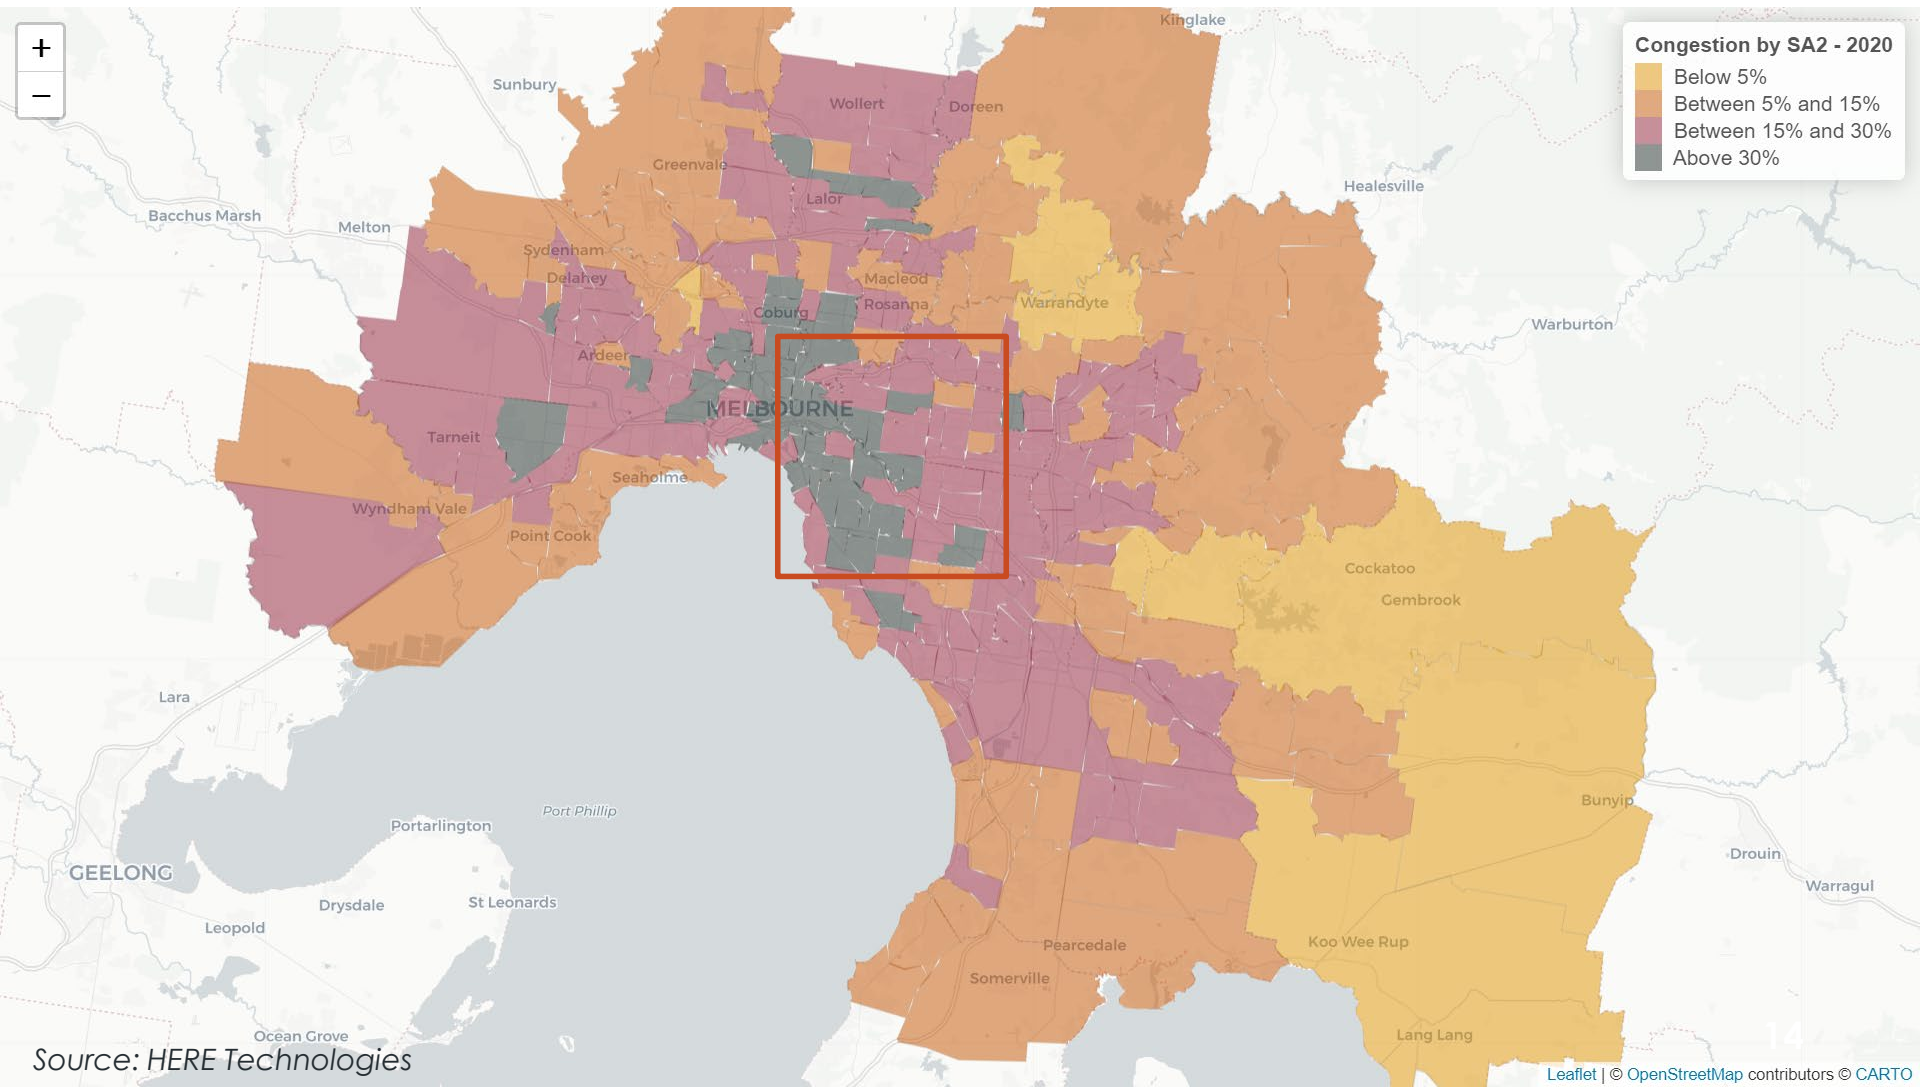 +
−
Congestion by SA2 - 2020
Below 5%
Between 5% and 15%
Between 15% and 30%
Above 30%
Kinglake
Sunbury
Wollert
Doreen
Greenvale
Healesville
Lalor
Bacchus Marsh
Melton
Sydenham
Delahey
Macleod
Rosanna
Warrandyte
Coburg
Warburton
Ardeer
MELBOURNE
Tarneit
Seaholme
Wyndham Vale
Point Cook
Cockatoo
Gembrook
Lara
Bunyip
Port Phillip
Portarlington
Drouin
GEELONG
Warragul
Drysdale
St Leonards
Leopold
Koo Wee Rup
Pearcedale
Somerville
Ocean Grove
Lang Lang
14
Source: HERE Technologies
Leaflet | © OpenStreetMap contributors © CARTO